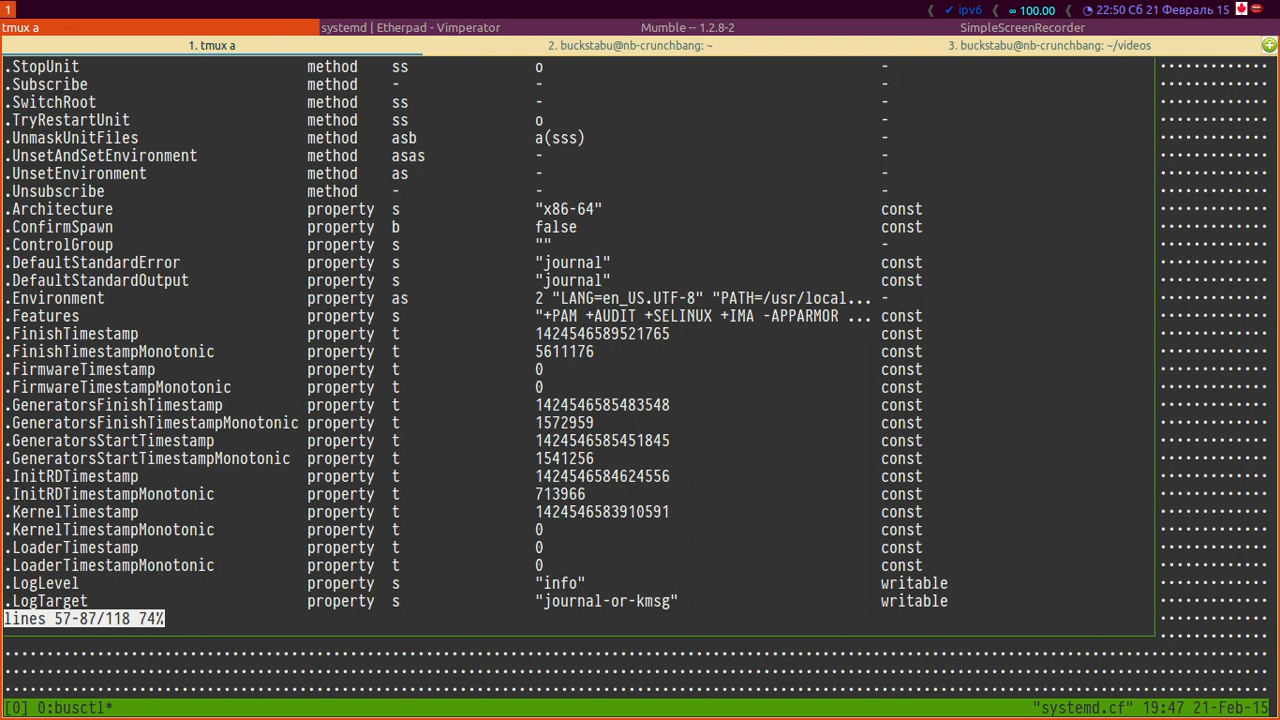 1 ✔ ipv6 ∞ 100.00 22:50 Сб 21 Февраль 15
tmux a systemd | Etherpad - Vimperator Mumble -- 1.2.8-2 SimpleScreenRecorder
1. tmux a 2. buckstabu@nb-crunchbang: ~ 3. buckstabu@nb-crunchbang: ~/videos
.StopUnit method ss o -
.Subscribe method - - -
.SwitchRoot method ss - -
.TryRestartUnit method ss o -
.UnmaskUnitFiles method asb a(sss) -
.UnsetAndSetEnvironment method asas - -
.UnsetEnvironment method as - -
.Unsubscribe method - - -
.Architecture property s "x86-64" const
.ConfirmSpawn property b false const
.ControlGroup property s "" -
.DefaultStandardError property s "journal" const
.DefaultStandardOutput property s "journal" const
.Environment property as 2 "LANG=en_US.UTF-8" "PATH=/usr/local... -
.Features property s "+PAM +AUDIT +SELINUX +IMA -APPARMOR ... const
.FinishTimestamp property t 1424546589521765 const
.FinishTimestampMonotonic property t 5611176 const
.FirmwareTimestamp property t 0 const
.FirmwareTimestampMonotonic property t 0 const
.GeneratorsFinishTimestamp property t 1424546585483548 const
.GeneratorsFinishTimestampMonotonic property t 1572959 const
.GeneratorsStartTimestamp property t 1424546585451845 const
.GeneratorsStartTimestampMonotonic property t 1541256 const
.InitRDTimestamp property t 1424546584624556 const
.InitRDTimestampMonotonic property t 713966 const
.KernelTimestamp property t 1424546583910591 const
.KernelTimestampMonotonic property t 0 const
.LoaderTimestamp property t 0 const
.LoaderTimestampMonotonic property t 0 const
.LogLevel property s "info" writable
.LogTarget property s "journal-or-kmsg" writable
lines 57-87/118 74%
[0] 0:busctl* "systemd.cf" 19:47 21-Feb-15